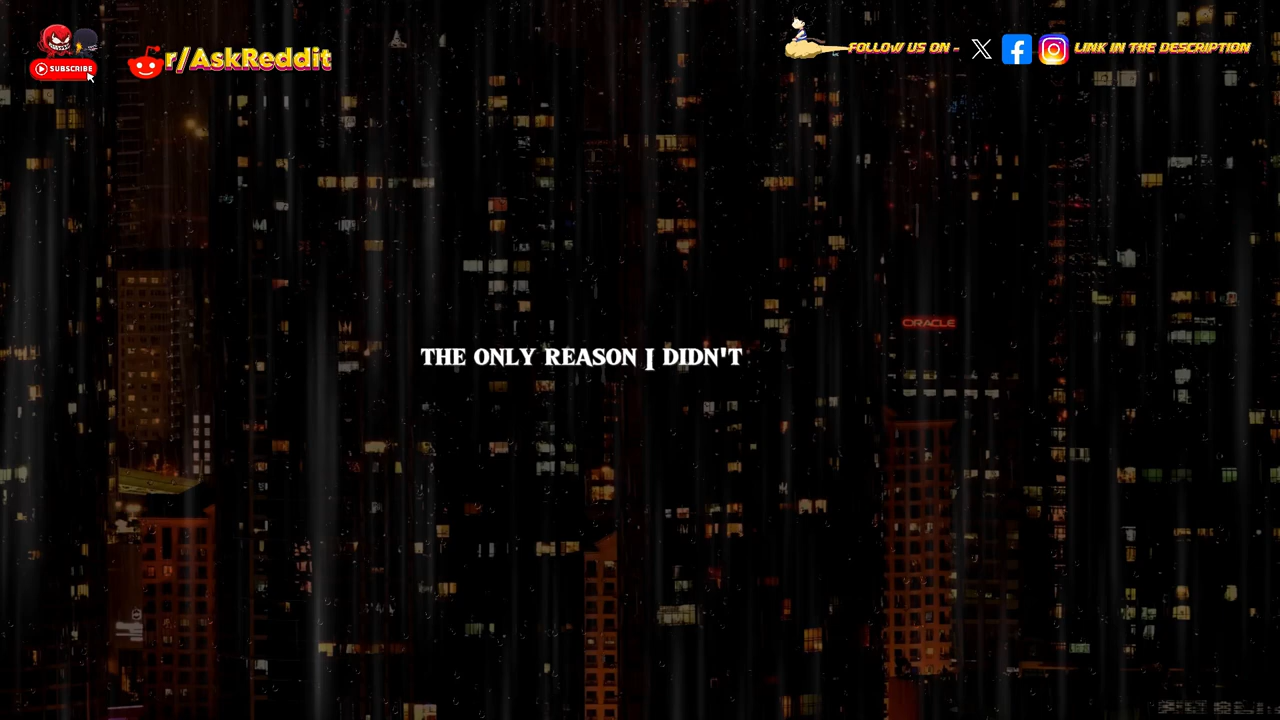 SUBSCRIBE
r/AskReddit
FOLLOW US ON -
LINK IN THE DESCRIPTION
ORACLE
THE ONLY REASON I DIDN'T